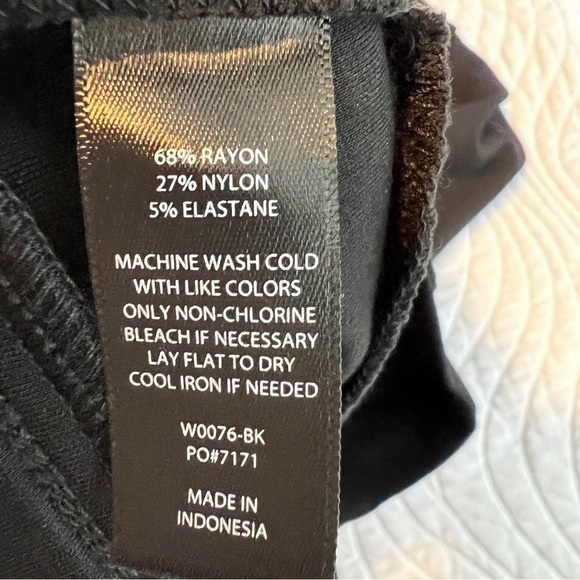 68% RAYON
27% NYLON
5% ELASTANE
MACHINE WASH COLD
WITH LIKE COLORS
ONLY NON-CHLORINE
BLEACH IF NECESSARY
LAY FLAT TO DRY
COOL IRON IF NEEDED
W0076-BK
PO#7171
MADE IN
INDONESIA